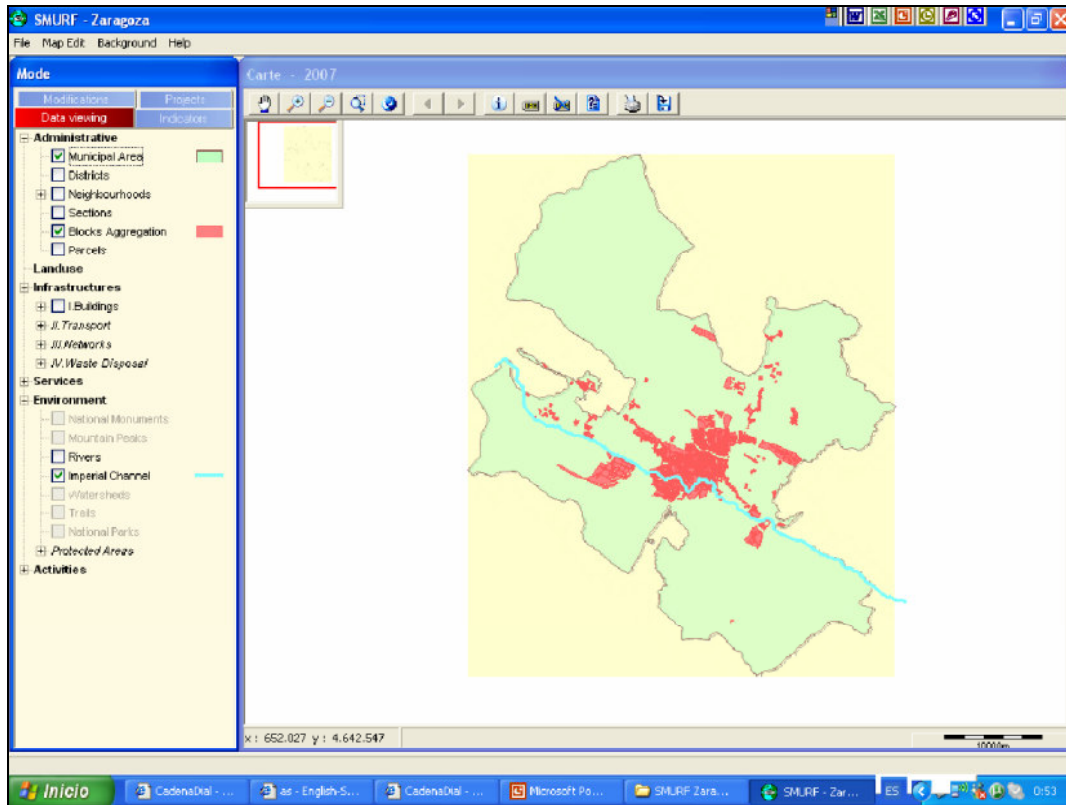 SMURF - Zaragoza
File Map Edit Background Help
Mode
Modifications Projects
Data viewing Indicators
Administrative
Municipal Area
Districts
Neighbourhoods
Sections
Blocks Aggregation
Parcels
Landuse
Infrastructures
I.Buildings
II.Transport
III.Networks
IV.Waste Disposal
Services
Environment
National Monuments
Mountain Peaks
Rivers
Imperial Channel
Watersheds
Trails
National Parks
Protected Areas
Activities
Carte - 2007
x : 652.027 y : 4.642.547
10000m
Inicio
CadenaDial - ...
as - English-S...
CadenaDial - ...
Microsoft Po...
SMURF Zara...
SMURF - Zar...
ES
0:53